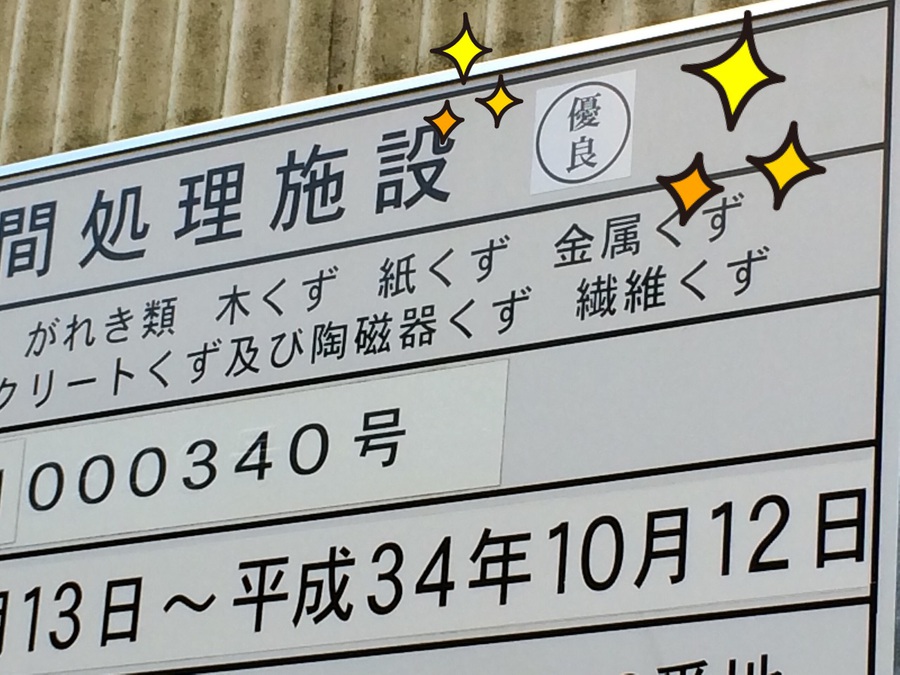 間処理施設 優良
がれき類 木くず 紙くず 金属くず
クリートくず及び陶磁器くず 繊維くず
000340号
月13日～平成34年10月12日
番地